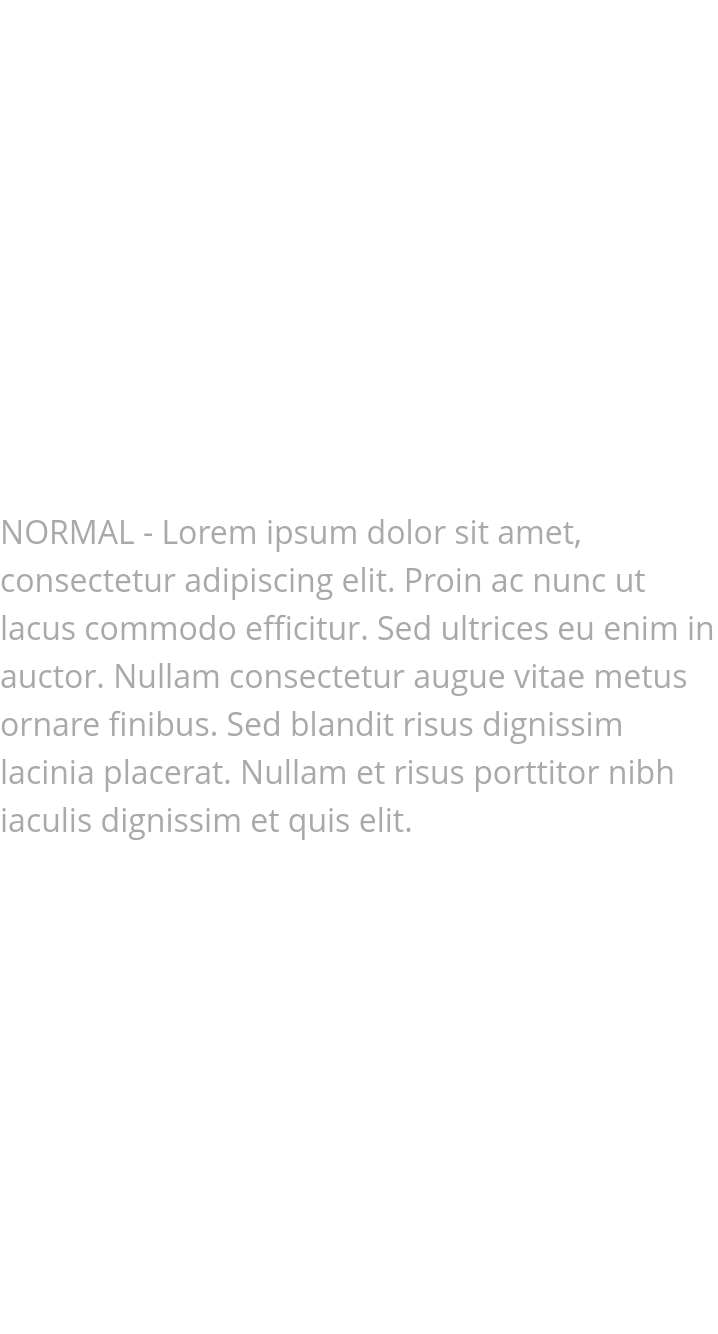 NORMAL - Lorem ipsum dolor sit amet,
consectetur adipiscing elit. Proin ac nunc ut
lacus commodo efficitur. Sed ultrices eu enim in
auctor. Nullam consectetur augue vitae metus
ornare finibus. Sed blandit risus dignissim
lacinia placerat. Nullam et risus porttitor nibh
iaculis dignissim et quis elit.